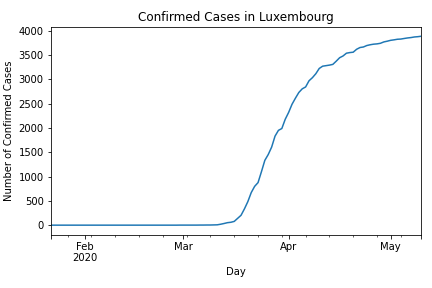 Confirmed Cases in Luxembourg
Number of Confirmed Cases
4000
3500
3000
2500
2000
1500
1000
500
0
Feb
2020
Mar
Apr
May
Day